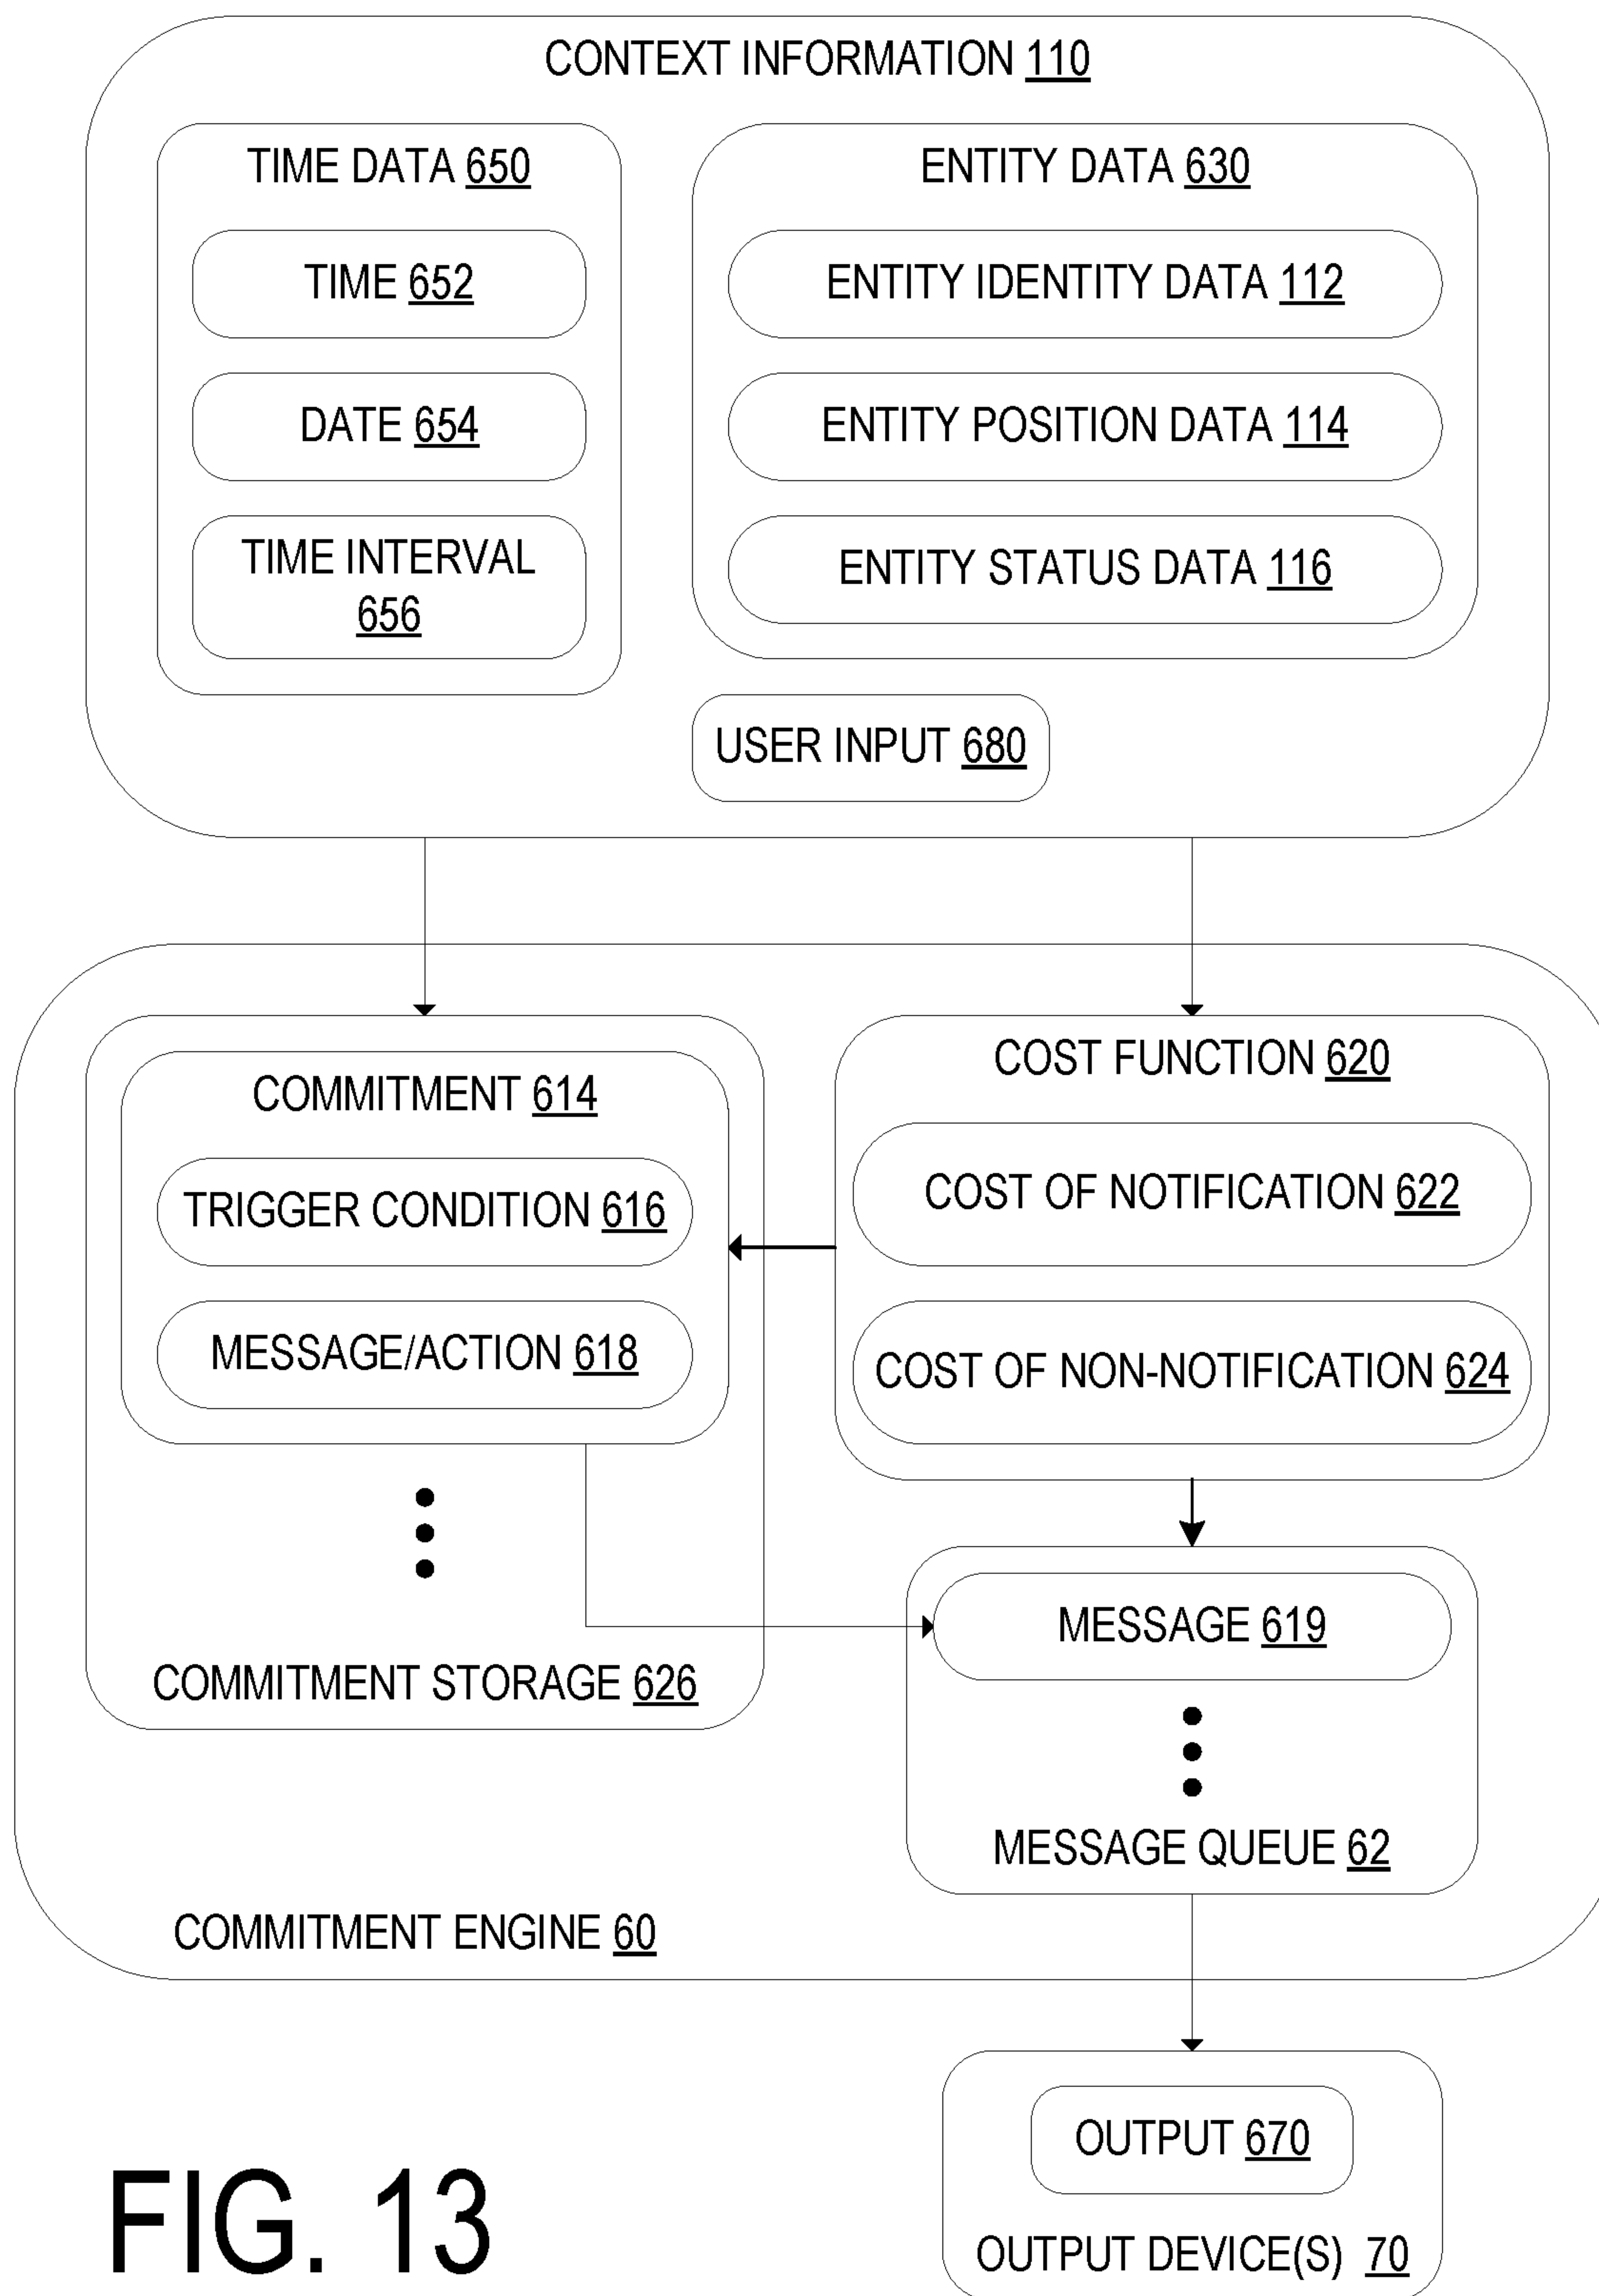 CONTEXT INFORMATION 110
TIME DATA 650
TIME 652
DATE 654
TIME INTERVAL
656
ENTITY DATA 630
ENTITY IDENTITY DATA 112
ENTITY POSITION DATA 114
ENTITY STATUS DATA 116
USER INPUT 680
COMMITMENT 614
TRIGGER CONDITION 616
MESSAGE/ACTION 618
COMMITMENT STORAGE 626
COST FUNCTION 620
COST OF NOTIFICATION 622
COST OF NON-NOTIFICATION 624
MESSAGE 619
MESSAGE QUEUE 62
COMMITMENT ENGINE 60
OUTPUT 670
OUTPUT DEVICE(S) 70
FIG. 13